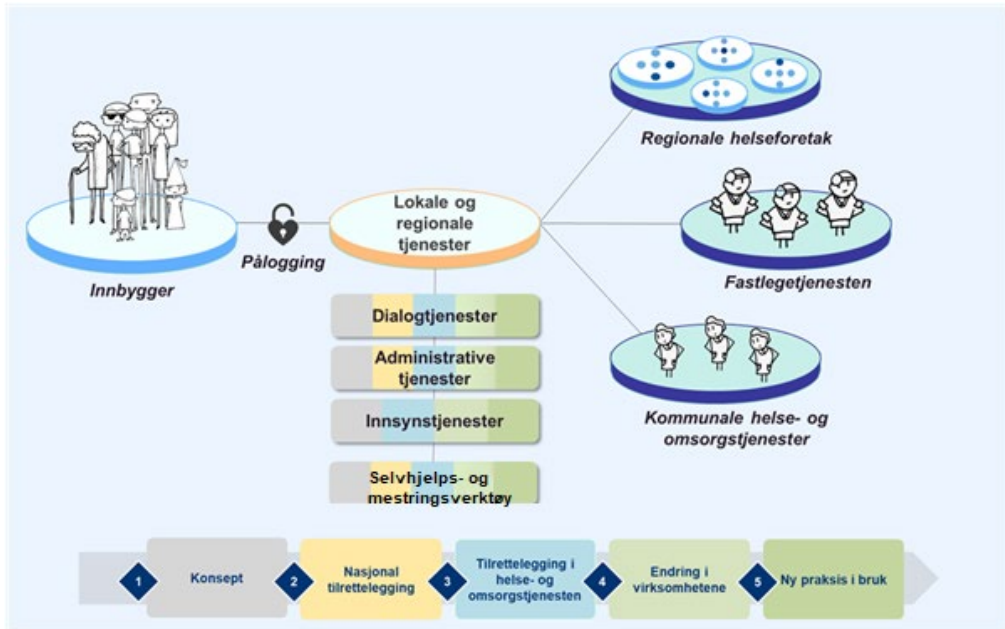 Innbygger
Pålogging
Lokale og
regionale
tjenester
Dialogtjenester
Administrative
tjenester
Innsynstjenester
Selvhjelps- og
mestringsverktøy
Regionale helseforetak
Fastlegetjenesten
Kommunale helse- og
omsorgstjenester
1
Konsept
2
Nasjonal
tilrettelegging
3
Tilrettelegging i
helse- og
omsorgstjenesten
4
Endring i
virksomhetene
5
Ny praksis i bruk